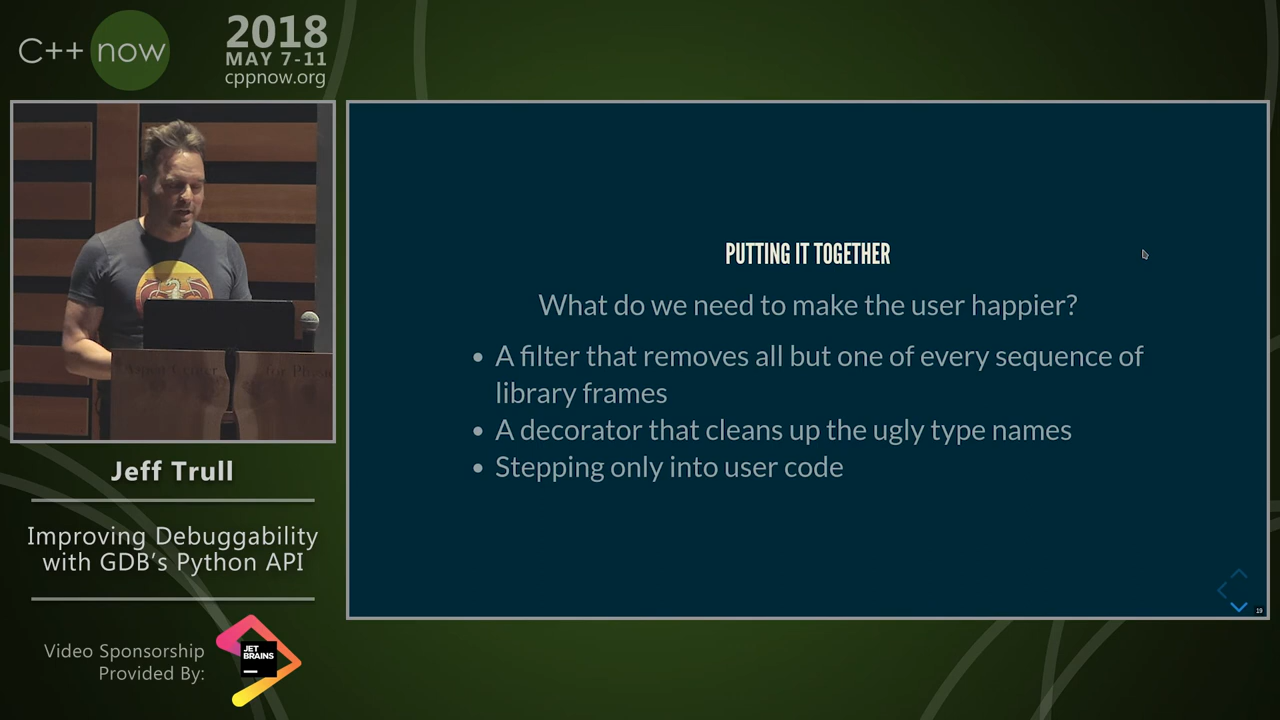 C++ now
2018
MAY 7-11
cppnow.org
PUTTING IT TOGETHER
What do we need to make the user happier?
• A filter that removes all but one of every sequence of
library frames
• A decorator that cleans up the ugly type names
• Stepping only into user code
19
Jeff Trull
Improving Debuggability
with GDB's Python API
Video Sponsorship
Provided By:
JET
BRAINS